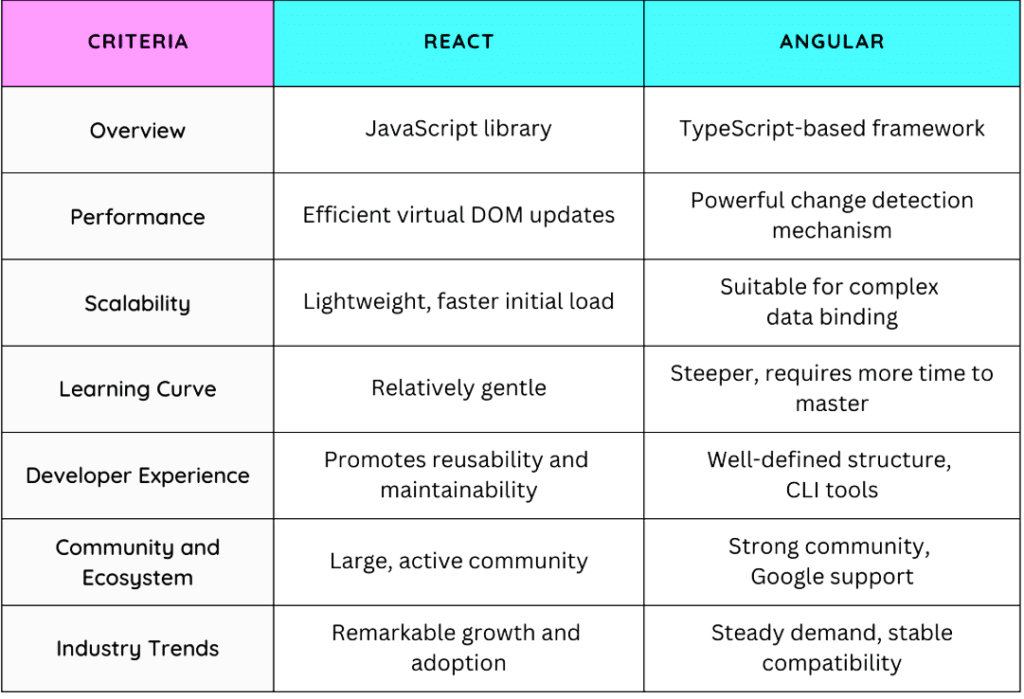 CRITERIA
REACT
ANGULAR
Overview
JavaScript library
TypeScript-based framework
Performance
Efficient virtual DOM updates
Powerful change detection
mechanism
Scalability
Lightweight, faster initial load
Suitable for complex
data binding
Learning Curve
Relatively gentle
Steeper, requires more time to
master
Developer Experience
Promotes reusability and
maintainability
Well-defined structure,
CLI tools
Community and
Ecosystem
Large, active community
Strong community,
Google support
Industry Trends
Remarkable growth and
adoption
Steady demand, stable
compatibility